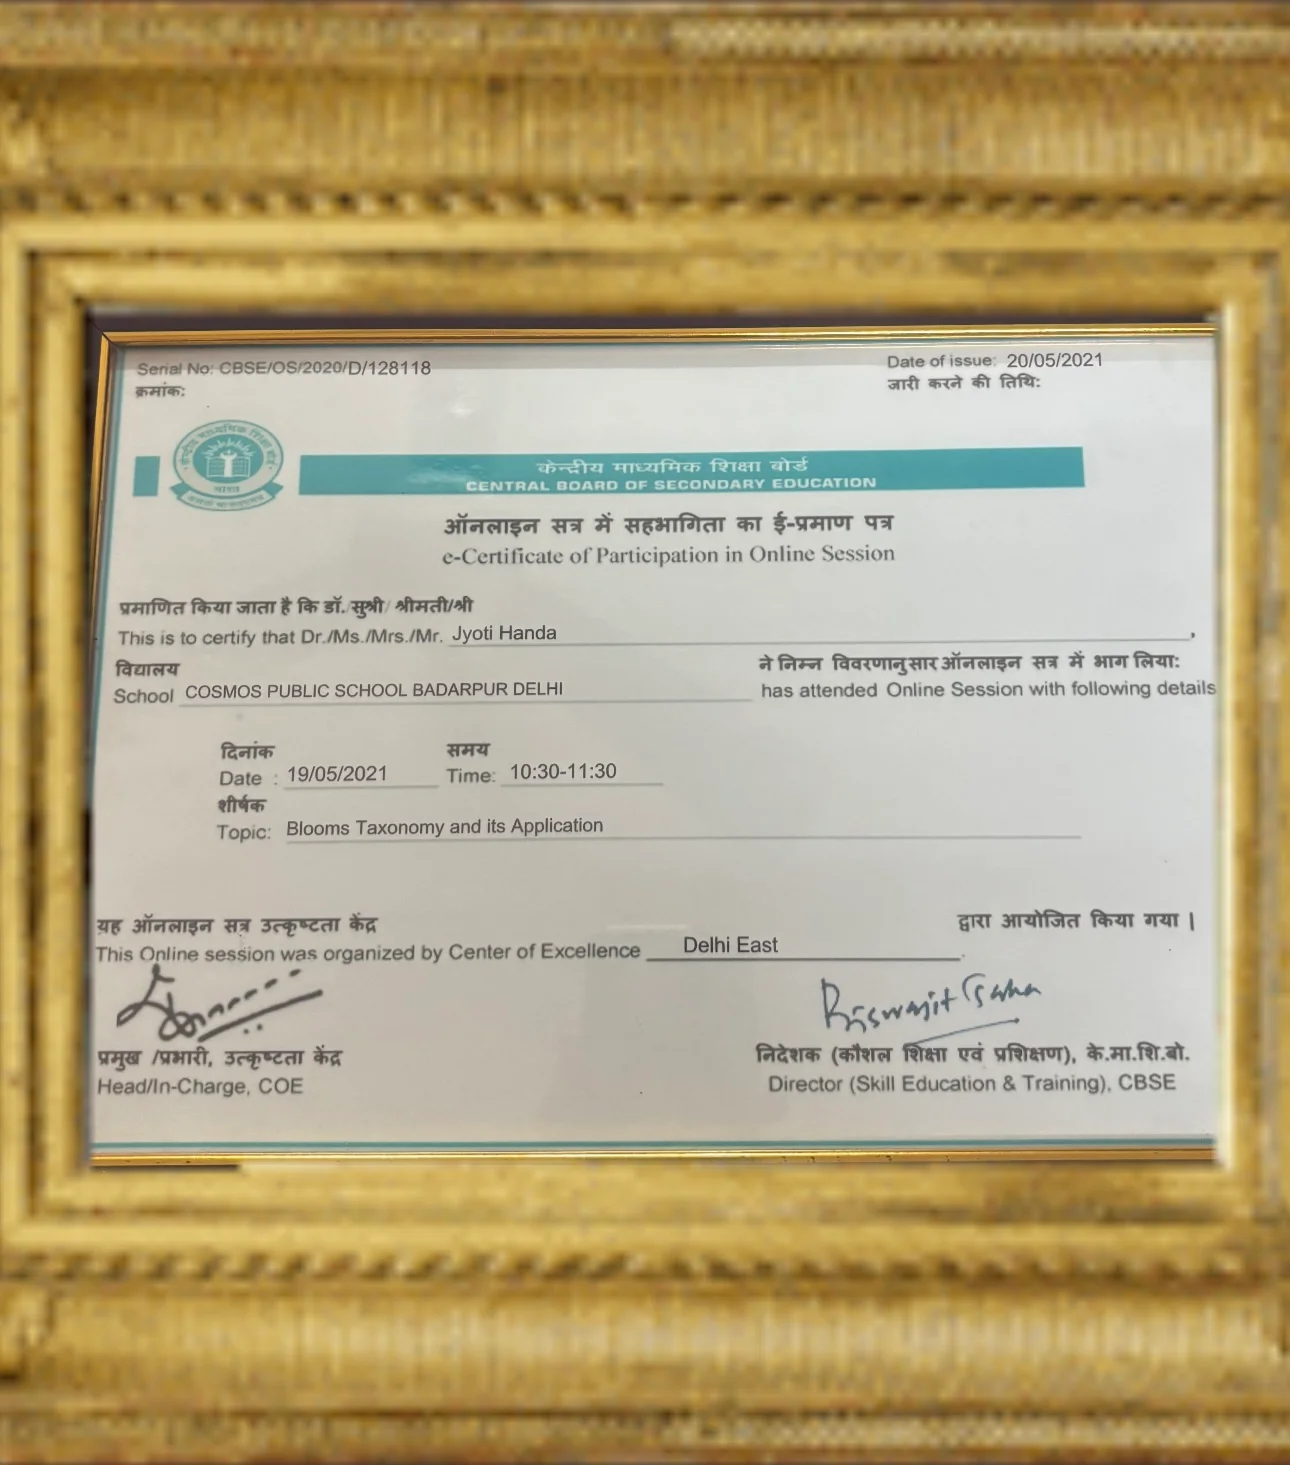 Serial No: CBSE/OS/2020/D/128118
क्रमांक:
Date of issue: 20/05/2021
जारी करने की तिथि:
केन्द्रीय माध्यमिक शिक्षा बोर्ड
भारत
केन्द्रीय माध्यमिक शिक्षा बोर्ड
CENTRAL BOARD OF SECONDARY EDUCATION
ऑनलाइन सत्र में सहभागिता का ई-प्रमाण पत्र
e-Certificate of Participation in Online Session
प्रमाणित किया जाता है कि डॉ./सुश्री/ श्रीमती/श्री
This is to certify that Dr./Ms./Mrs./Mr. Jyoti Handa,
विद्यालय ने निम्न विवरणानुसार ऑनलाइन सत्र में भाग लिया:
School COSMOS PUBLIC SCHOOL BADARPUR DELHI has attended Online Session with following details
दिनांक समय
Date : 19/05/2021 Time: 10:30-11:30
शीर्षक
Topic: Blooms Taxonomy and its Application
यह ऑनलाइन सत्र उत्कृष्टता केंद्र द्वारा आयोजित किया गया |
This Online session was organized by Center of Excellence Delhi East.
Biswajit Saha
प्रमुख /प्रभारी, उत्कृष्टता केंद्र
Head/In-Charge, COE
निदेशक (कौशल शिक्षा एवं प्रशिक्षण), के.मा.शि.बो.
Director (Skill Education & Training), CBSE